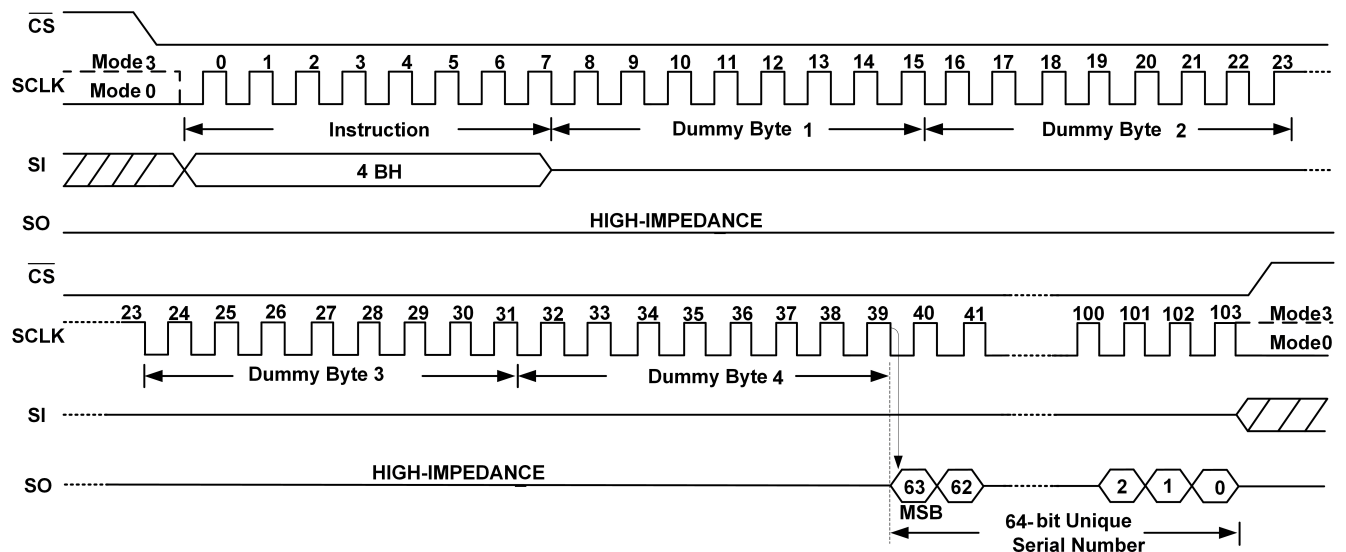 CS
Mode 3 0 1 2 3 4 5 6 7 8 9 10 11 12 13 14 15 16 17 18 19 20 21 22 23
SCLK Mode 0
Instruction Dummy Byte 1 Dummy Byte 2
SI 4 BH
SO HIGH-IMPEDANCE
CS
23 24 25 26 27 28 29 30 31 32 33 34 35 36 37 38 39 40 41 100 101 102 103 Mode3
SCLK Mode0
Dummy Byte 3 Dummy Byte 4
SI
HIGH-IMPEDANCE
SO 63 62 2 1 0
MSB
64-bit Unique
Serial Number